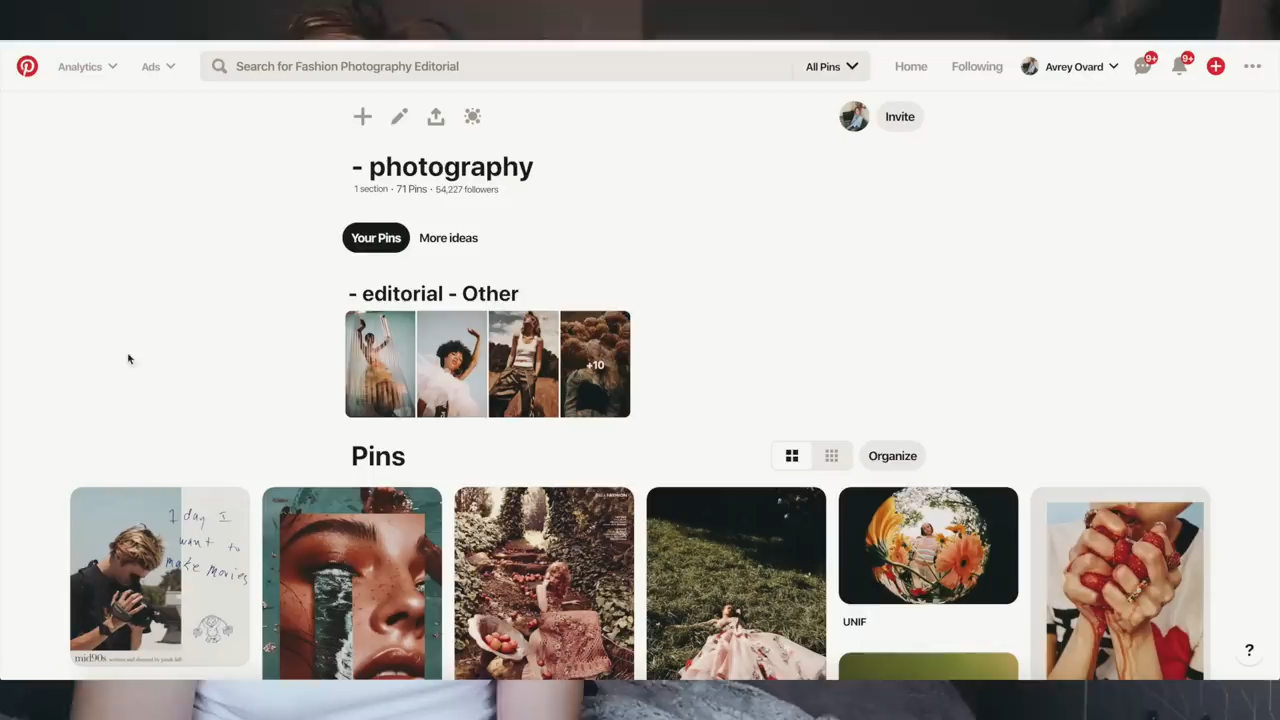 Analytics
Ads
Search for Fashion Photography Editorial
All Pins
Home
Following
Avrey Ovard
9+
9+
Invite
- photography
1 section · 71 Pins · 54,227 followers
Your Pins
More ideas
- editorial - Other
+10
Pins
Organize
1 day I
want to
make movies
mid90s
UNIF
?